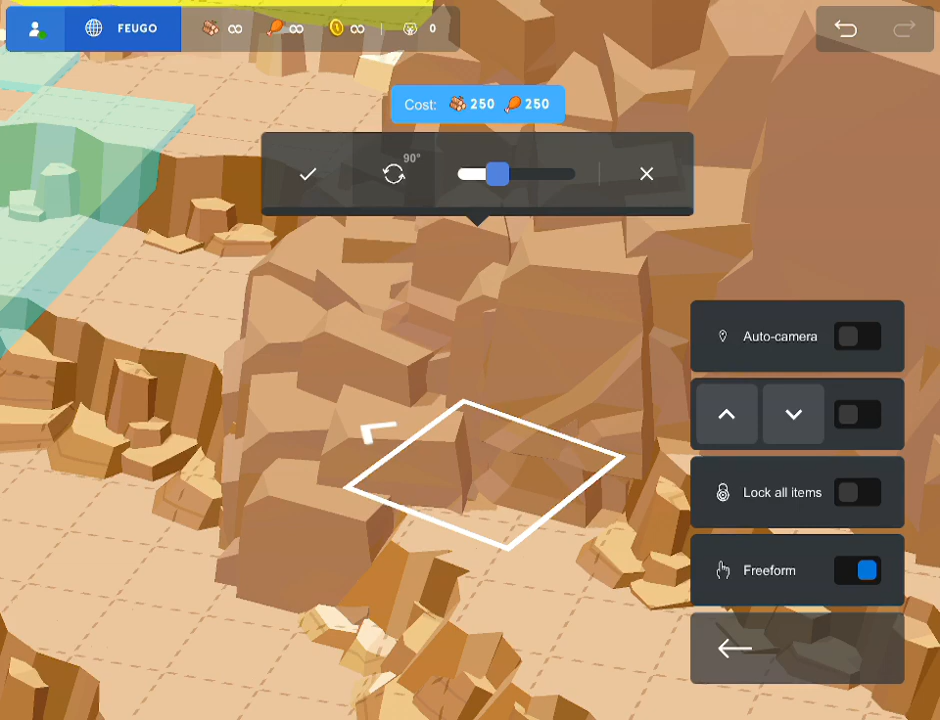 FEUGO ∞ ∞ ∞ 0
Cost: 250 250
90°
Auto-camera
Lock all items
Freeform